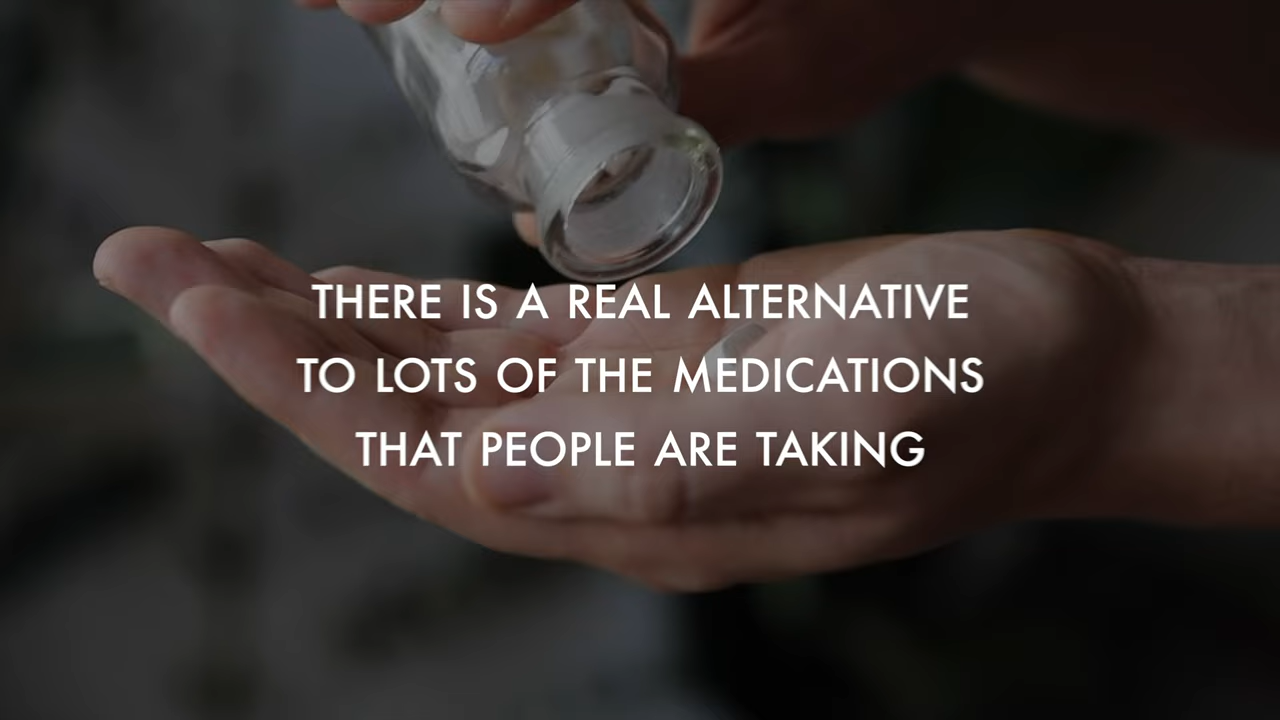 THERE IS A REAL ALTERNATIVE
TO LOTS OF THE MEDICATIONS
THAT PEOPLE ARE TAKING